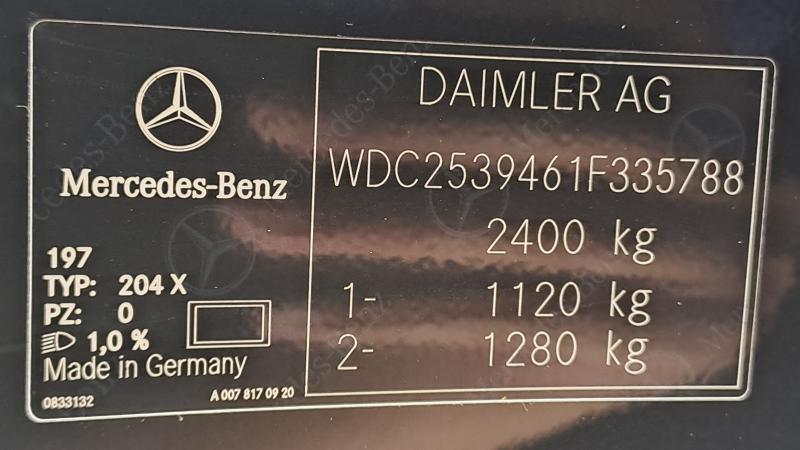 Mercedes-Benz
197
TYP: 204 X
PZ: 0
1,0 %
Made in Germany
0833132
A 007 817 09 20
DAIMLER AG
WDC2539461F335788
2400 kg
1- 1120 kg
2- 1280 kg